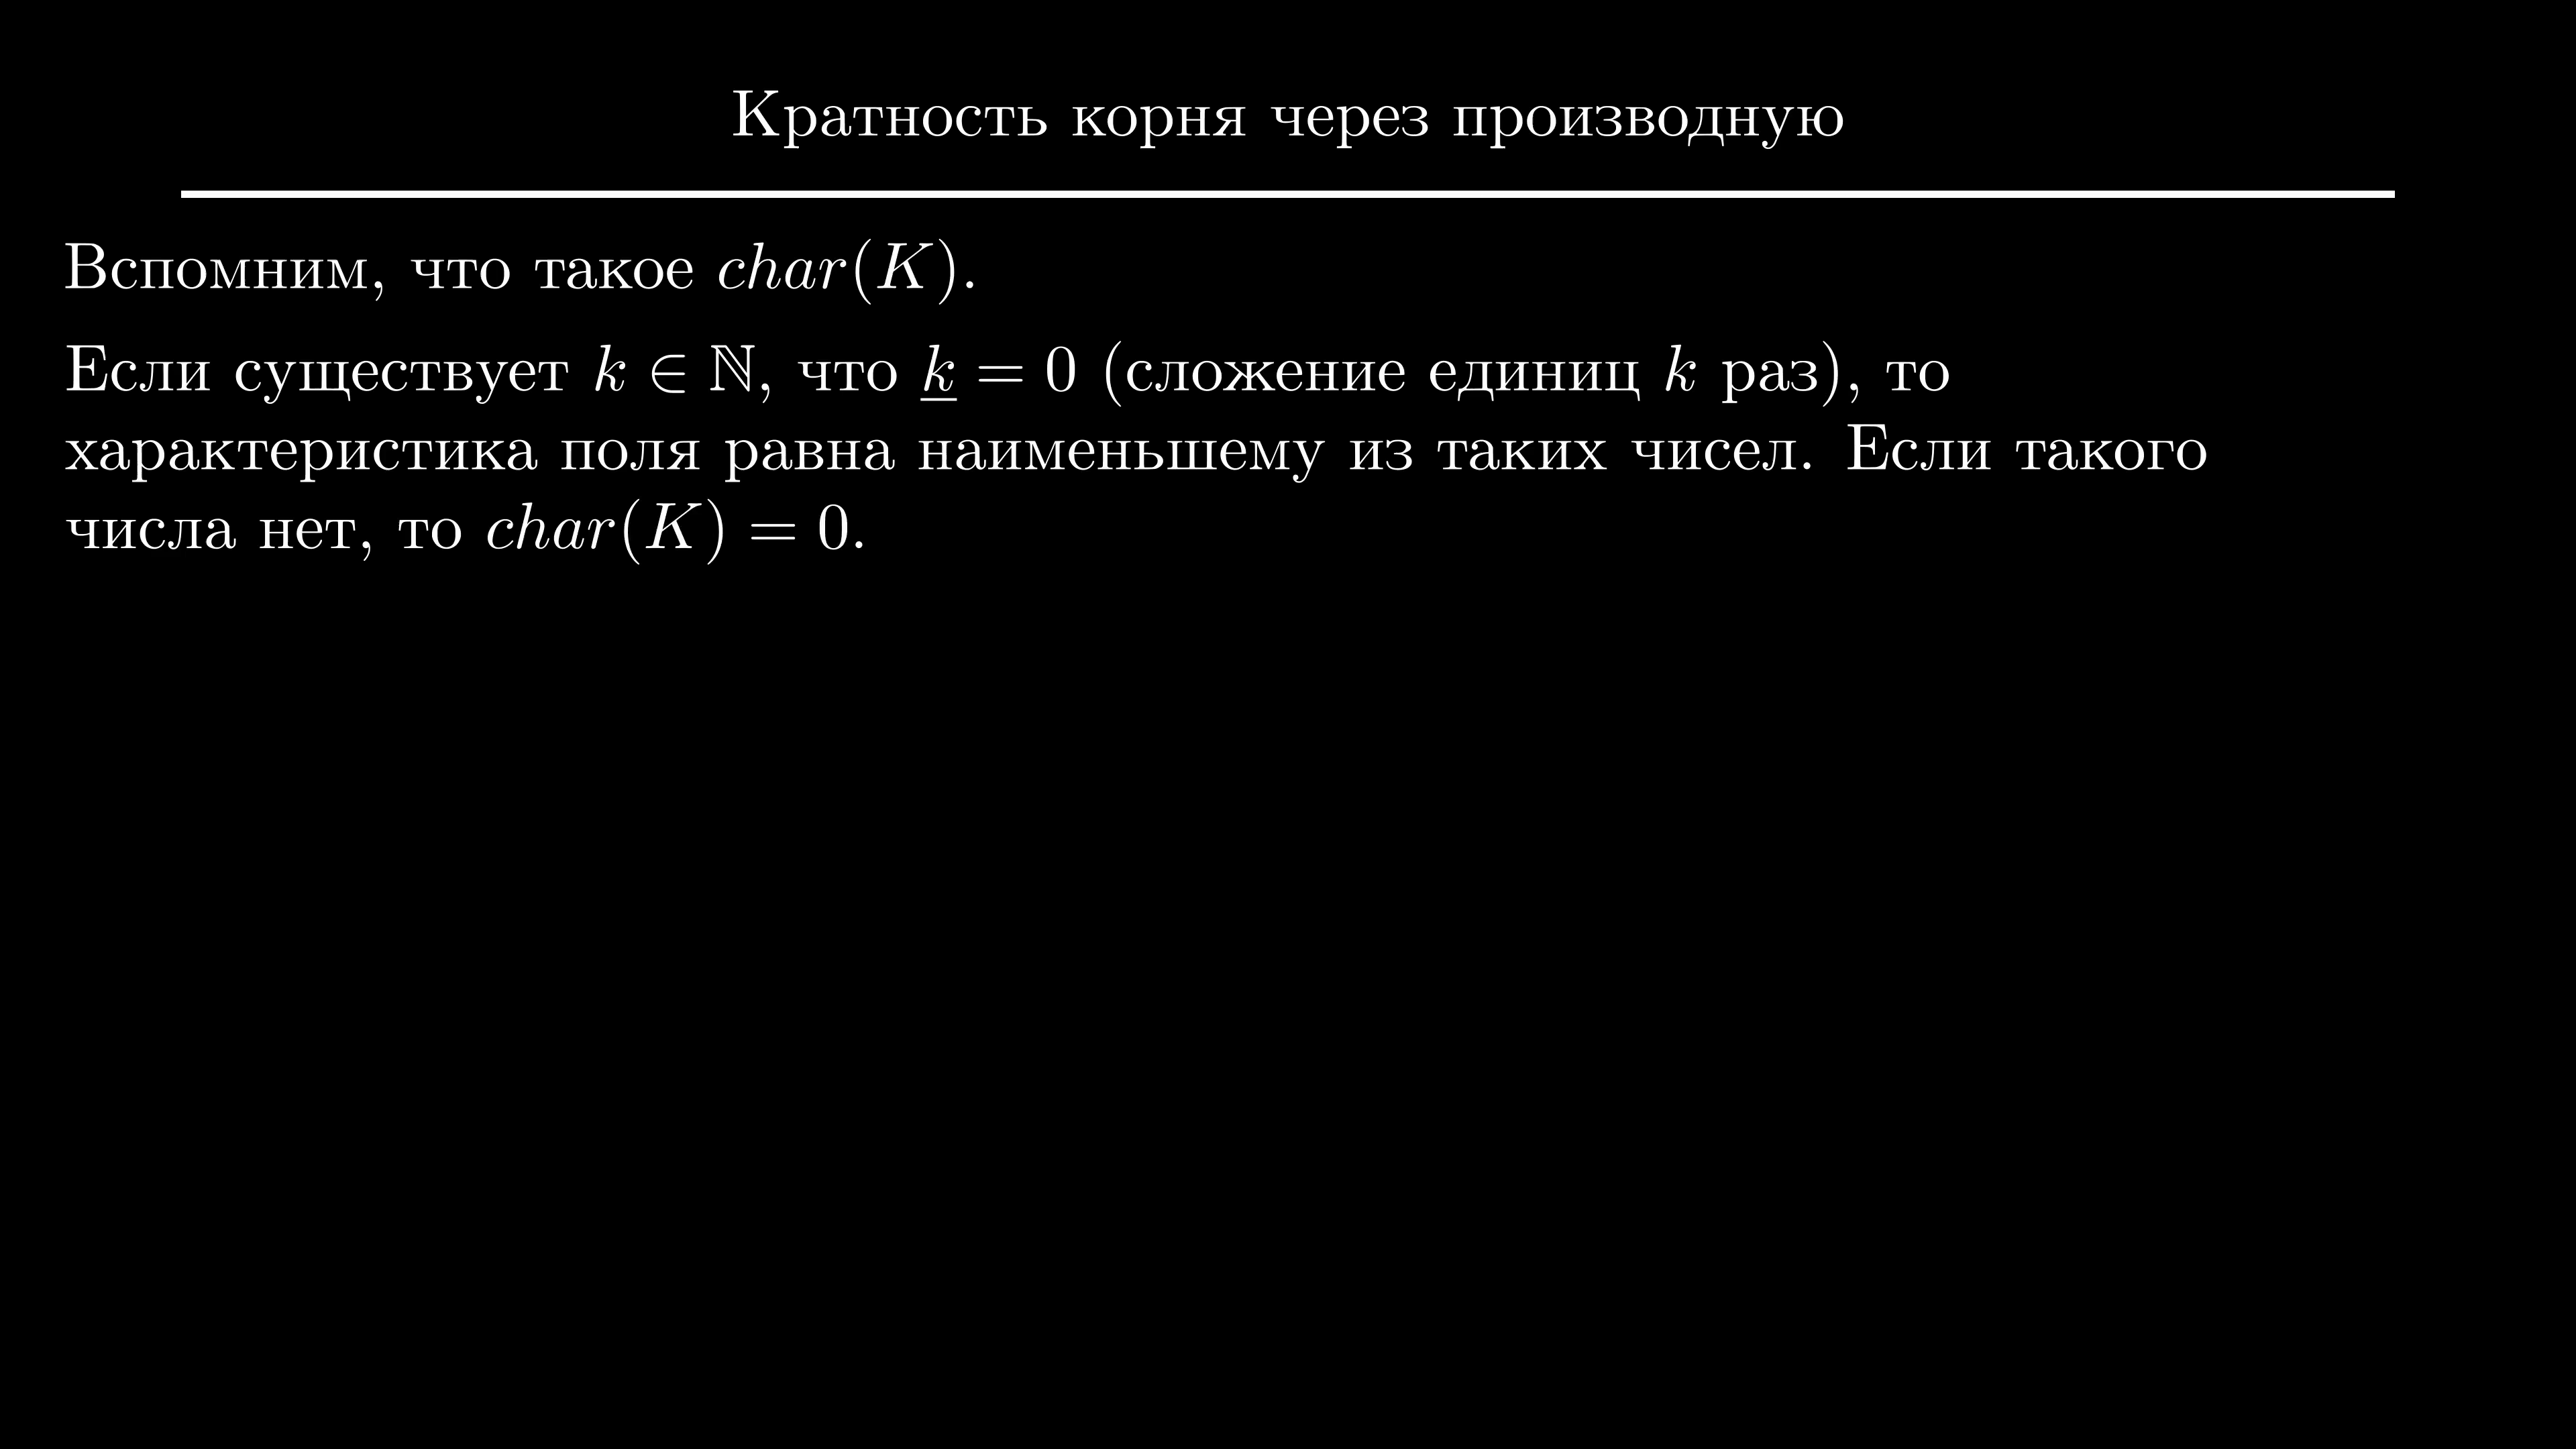 Кратность корня через производную
Вспомним, что такое char(K).
Если существует k ∈ ℕ, что k = 0 (сложение единиц k раз), то
характеристика поля равна наименьшему из таких чисел. Если такого
числа нет, то char(K) = 0.